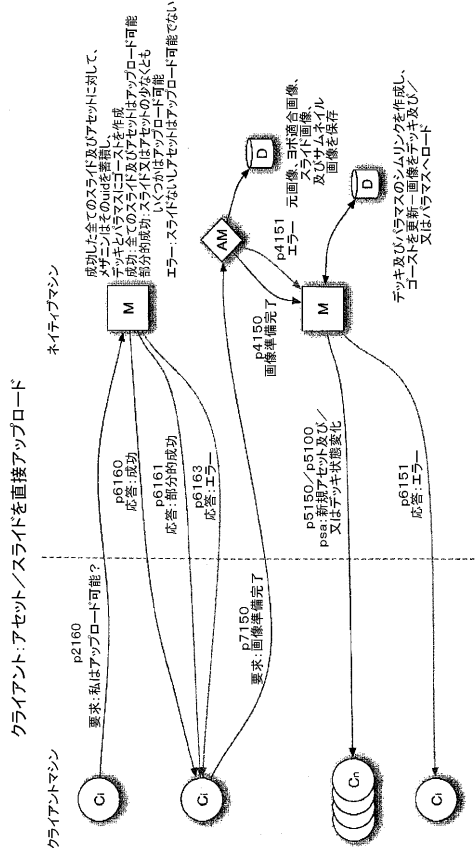 クライアント:アセット/スライドを直接アップロード
クライアントマシン
ネイティブマシン
Ci
p2160
要求:私はアップロード可能?
M
成功した全てのスライド及びアセットに対して、
メザニンはそのuidを蓄積し、
デッキとパラマスにゴーストを作成
成功:全てのスライド及びアセットはアップロード可能
部分的成功:スライド又はアセットの少なくとも
いくつかはアップロード可能
エラー:スライドないしアセットはアップロード可能でない
p6160
応答:成功
p6161
応答:部分的成功
p6163
応答:エラー
Ci
p7150
要求:画像準備完了
AM
D
元画像、ヨボ適合画像、
スライド画像、
及びサムネイル
画像を保存
p4151
エラー
p4150
画像準備完了
M
D
デッキ及びパラマスのシムリンクを作成し、
ゴーストを更新－画像をデッキ及び/
又はパラマスへロード
p5150/p5100
psa:新規アセット及び/
又はデッキ状態変化
Cn
p6151
応答:エラー
Ci